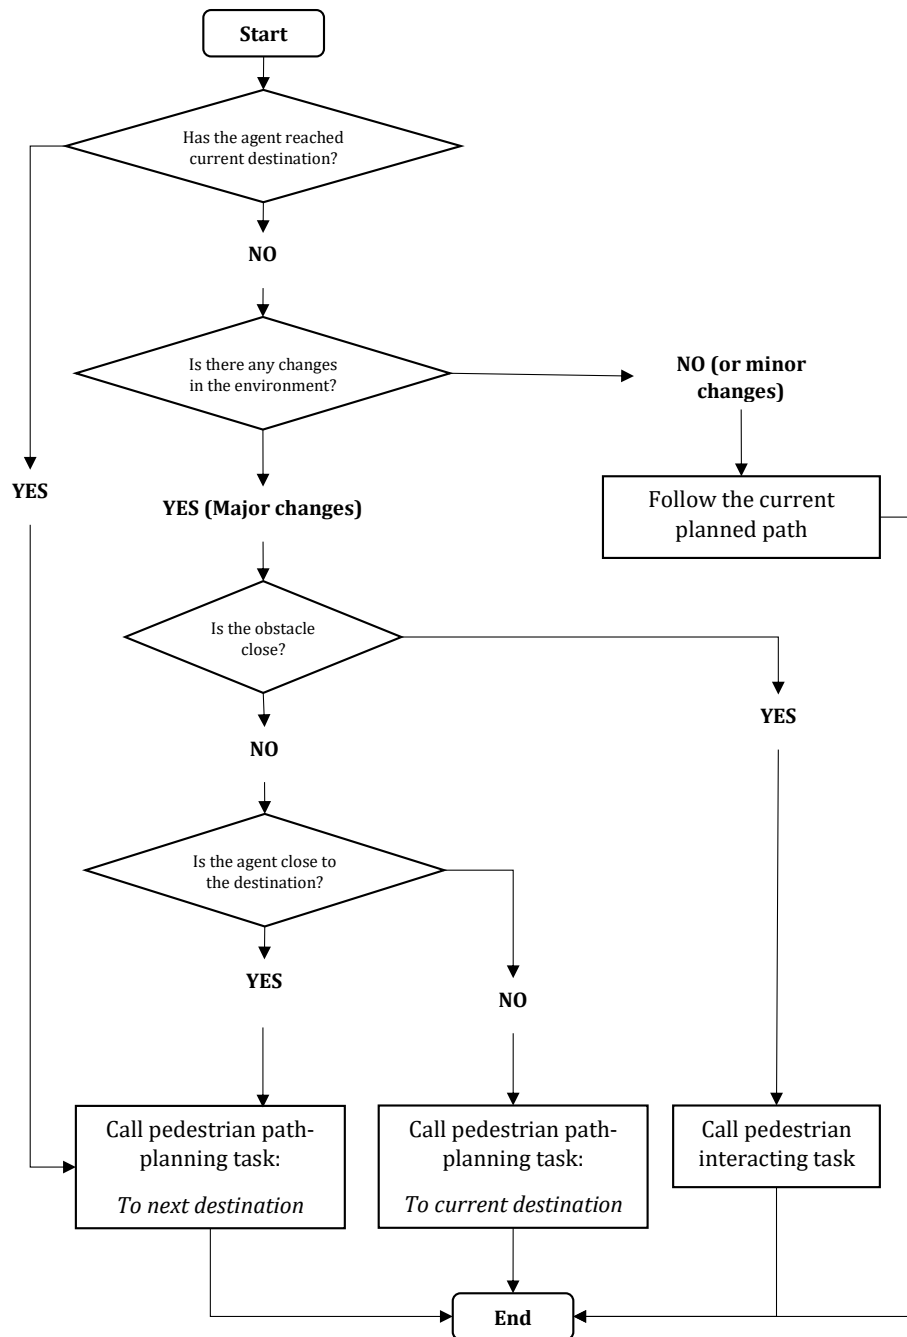 Start
Has the agent reached
current destination?
NO
Is there any changes
in the environment?
NO (or minor
changes)
YES
YES (Major changes)
Follow the current
planned path
Is the obstacle
close?
YES
NO
Is the agent close to
the destination?
YES
NO
Call pedestrian path-
planning task:
To next destination
Call pedestrian path-
planning task:
To current destination
Call pedestrian
interacting task
End